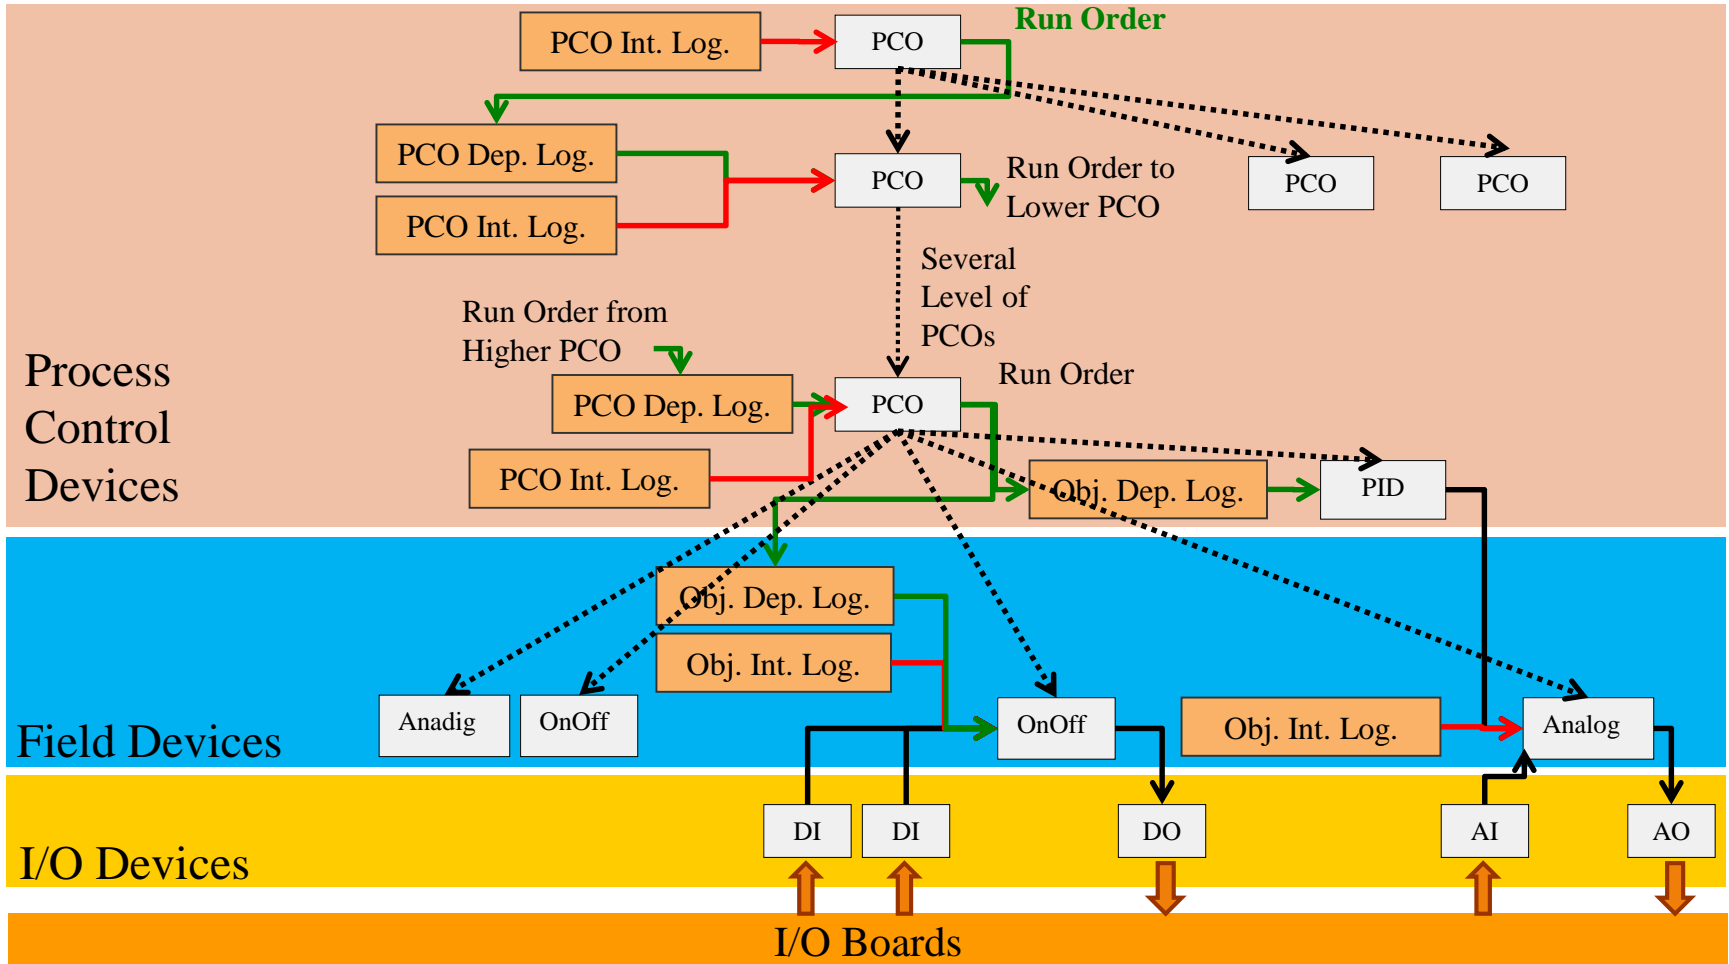 Run Order
PCO Int. Log.
PCO
PCO Dep. Log.
PCO
Run Order to
Lower PCO
PCO
PCO
PCO Int. Log.
Several
Level of
PCOs
Run Order from
Higher PCO
Process
Control
Devices
PCO Dep. Log.
PCO
Run Order
PCO Int. Log.
Obj. Dep. Log.
PID
Obj. Dep. Log.
Obj. Int. Log.
Field Devices
Anadig
OnOff
OnOff
Obj. Int. Log.
Analog
I/O Devices
DI
DI
DO
AI
AO
I/O Boards